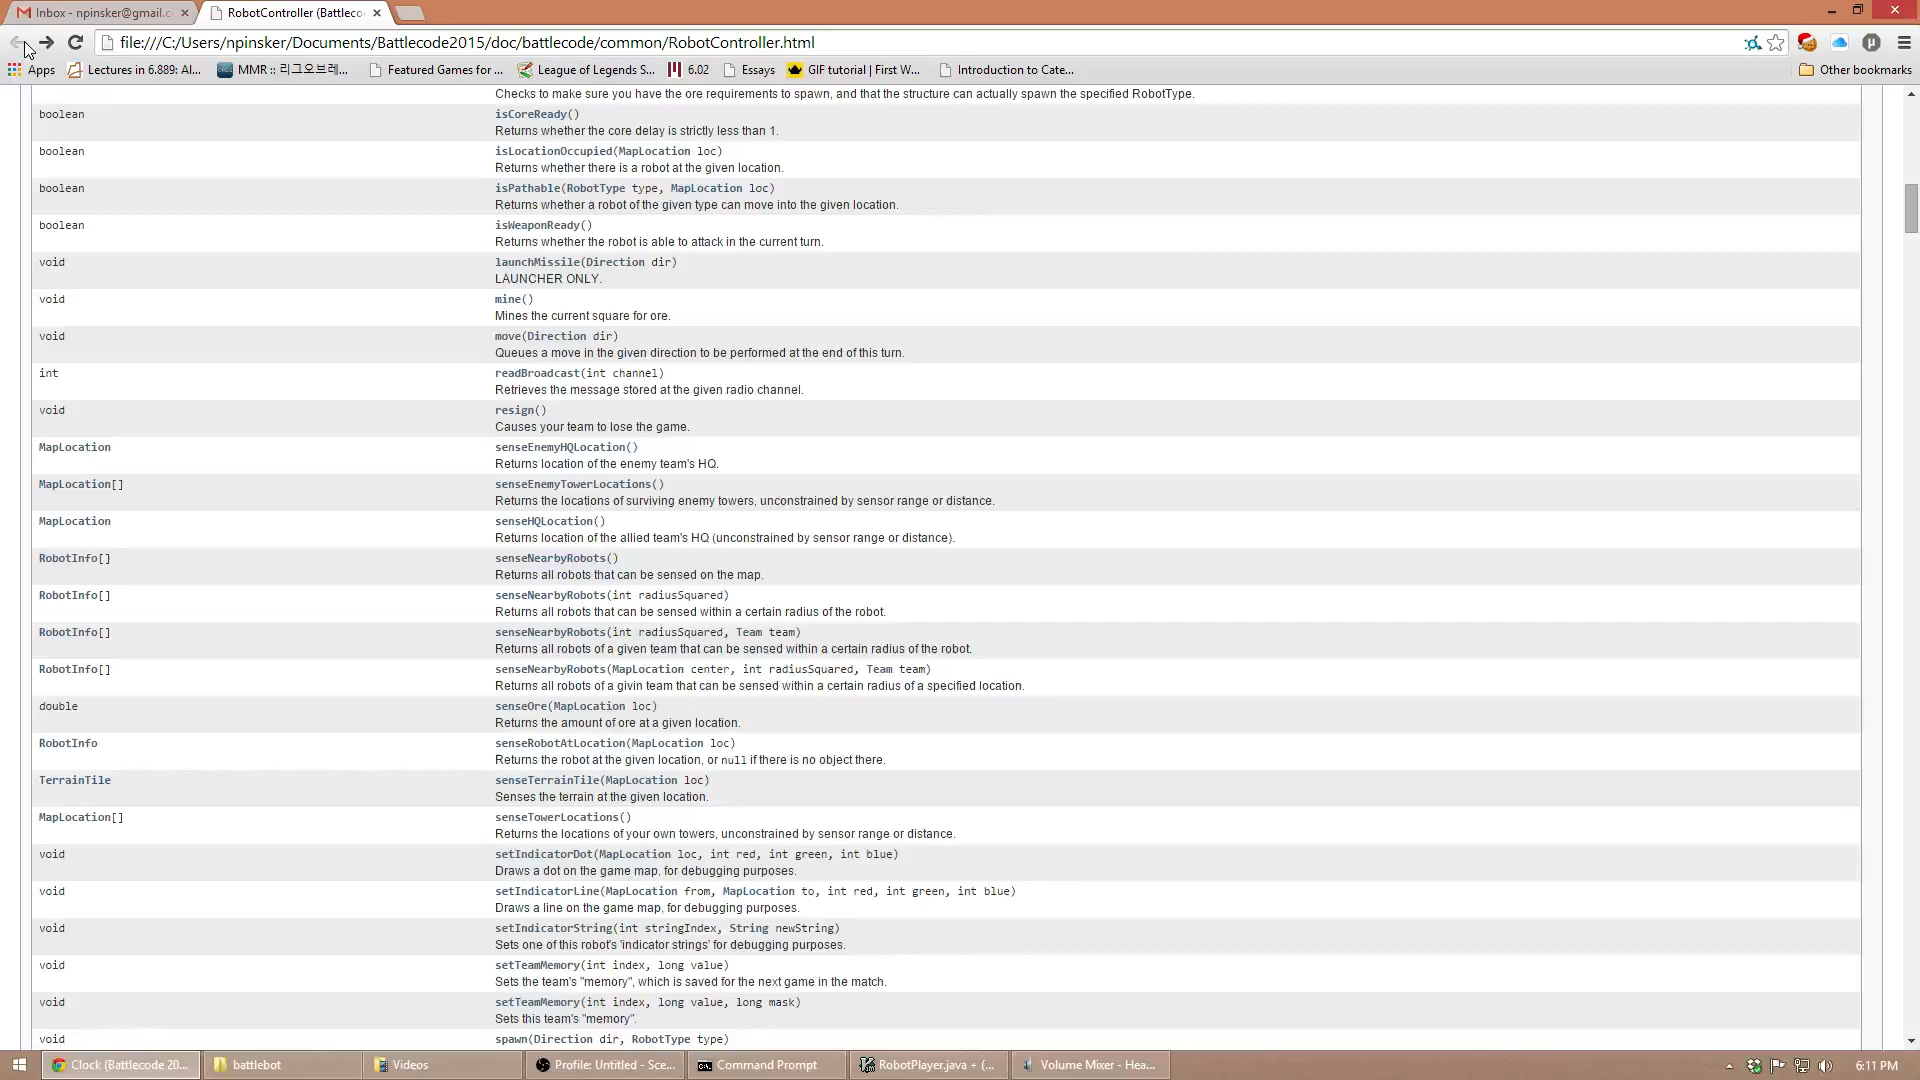 Inbox - npinsker@gmail.c
RobotController (Battleco
file:///C:/Users/npinsker/Documents/Battlecode2015/doc/battlecode/common/RobotController.html
Apps Lectures in 6.889: Al... MMR :: 리그오브레... Featured Games for ... League of Legends S... 6.02 Essays GIF tutorial | First W... Introduction to Cate... Other bookmarks
Checks to make sure you have the ore requirements to spawn, and that the structure can actually spawn the specified RobotType.
boolean isCoreReady()
Returns whether the core delay is strictly less than 1.
boolean isLocationOccupied(MapLocation loc)
Returns whether there is a robot at the given location.
boolean isPathable(RobotType type, MapLocation loc)
Returns whether a robot of the given type can move into the given location.
boolean isWeaponReady()
Returns whether the robot is able to attack in the current turn.
void launchMissile(Direction dir)
LAUNCHER ONLY.
void mine()
Mines the current square for ore.
void move(Direction dir)
Queues a move in the given direction to be performed at the end of this turn.
int readBroadcast(int channel)
Retrieves the message stored at the given radio channel.
void resign()
Causes your team to lose the game.
MapLocation senseEnemyHQLocation()
Returns location of the enemy team's HQ.
MapLocation[] senseEnemyTowerLocations()
Returns the locations of surviving enemy towers, unconstrained by sensor range or distance.
MapLocation senseHQLocation()
Returns location of the allied team's HQ (unconstrained by sensor range or distance).
RobotInfo[] senseNearbyRobots()
Returns all robots that can be sensed on the map.
RobotInfo[] senseNearbyRobots(int radiusSquared)
Returns all robots that can be sensed within a certain radius of the robot.
RobotInfo[] senseNearbyRobots(int radiusSquared, Team team)
Returns all robots of a given team that can be sensed within a certain radius of the robot.
RobotInfo[] senseNearbyRobots(MapLocation center, int radiusSquared, Team team)
Returns all robots of a givin team that can be sensed within a certain radius of a specified location.
double senseOre(MapLocation loc)
Returns the amount of ore at a given location.
RobotInfo senseRobotAtLocation(MapLocation loc)
Returns the robot at the given location, or null if there is no object there.
TerrainTile senseTerrainTile(MapLocation loc)
Senses the terrain at the given location.
MapLocation[] senseTowerLocations()
Returns the locations of your own towers, unconstrained by sensor range or distance.
void setIndicatorDot(MapLocation loc, int red, int green, int blue)
Draws a dot on the game map, for debugging purposes.
void setIndicatorLine(MapLocation from, MapLocation to, int red, int green, int blue)
Draws a line on the game map, for debugging purposes.
void setIndicatorString(int stringIndex, String newString)
Sets one of this robot's 'indicator strings' for debugging purposes.
void setTeamMemory(int index, long value)
Sets the team's "memory", which is saved for the next game in the match.
void setTeamMemory(int index, long value, long mask)
Sets this team's "memory".
void spawn(Direction dir, RobotType type)
Clock (Battlecode 20... battlebot Videos Profile: Untitled - Sce... Command Prompt RobotPlayer.java + (... Volume Mixer - Hea... 6:11 PM